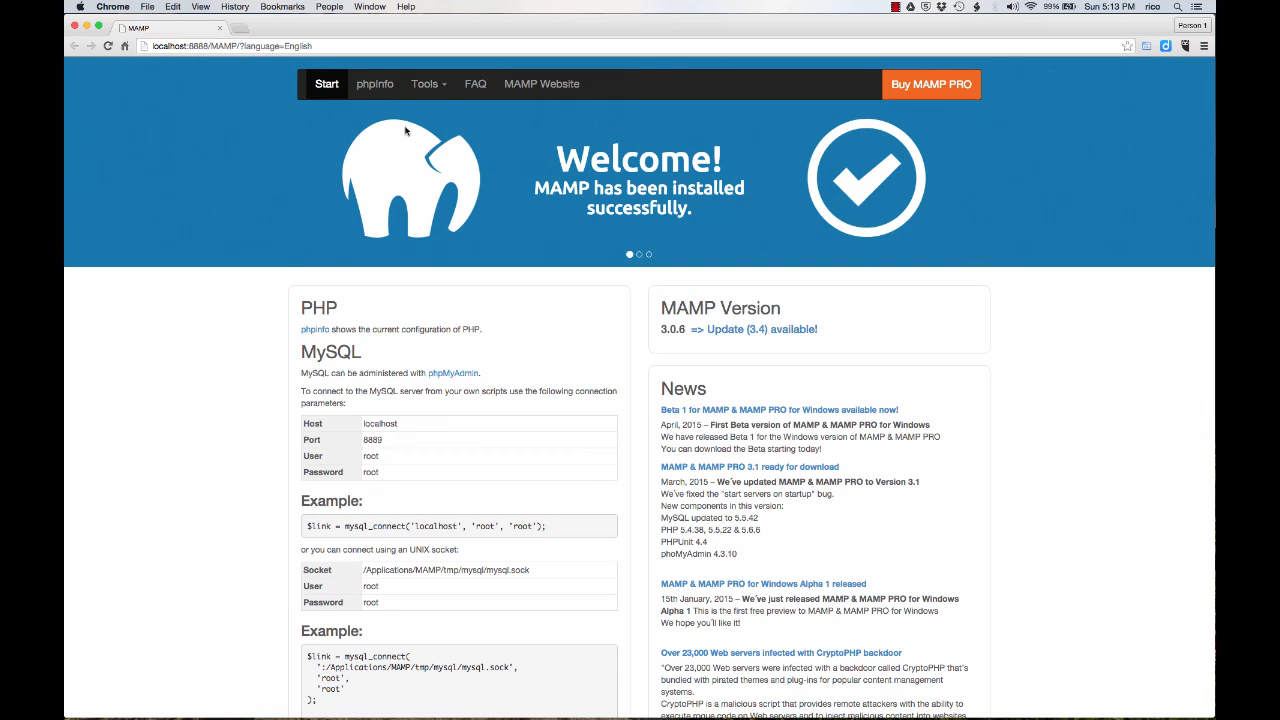 Chrome File Edit View History Bookmarks People Window Help 99% Sun 5:13 PM rico
MAMP Person 1
localhost:8888/MAMP/?language=English
Start phpInfo Tools FAQ MAMP Website Buy MAMP PRO
Welcome!
MAMP has been installed
successfully.
PHP
phpinfo shows the current configuration of PHP.
MySQL
MySQL can be administered with phpMyAdmin.
To connect to the MySQL server from your own scripts use the following connection
parameters:
Host localhost
Port 8889
User root
Password root
Example:
$link = mysql_connect('localhost', 'root', 'root');
or you can connect using an UNIX socket:
Socket /Applications/MAMP/tmp/mysql/mysql.sock
User root
Password root
Example:
$link = mysql_connect(
':/Applications/MAMP/tmp/mysql/mysql.sock',
'root',
'root'
);
MAMP Version
3.0.6 => Update (3.4) available!
News
Beta 1 for MAMP & MAMP PRO for Windows available now!
April, 2015 – First Beta version of MAMP & MAMP PRO for Windows
We have released Beta 1 for the Windows version of MAMP & MAMP PRO
You can download the Beta starting today!
MAMP & MAMP PRO 3.1 ready for download
March, 2015 – We´ve updated MAMP & MAMP PRO to Version 3.1
We´ve fixed the "start servers on startup" bug.
New components in this version:
MySQL updated to 5.5.42
PHP 5.4.38, 5.5.22 & 5.6.6
PHPUnit 4.4
phoMyAdmin 4.3.10
MAMP & MAMP PRO for Windows Alpha 1 released
15th January, 2015 – We´ve just released MAMP & MAMP PRO for Windows
Alpha 1 This is the first free preview to MAMP & MAMP PRO for Windows
We hope you´ll like it!
Over 23,000 Web servers infected with CryptoPHP backdoor
"Over 23,000 Web servers were infected with a backdoor called CryptoPHP that's
bundled with pirated themes and plug-ins for popular content management
systems.
CryptoPHP is a malicious script that provides remote attackers with the ability to
execute rogue code on Web servers and to inject malicious content into websites